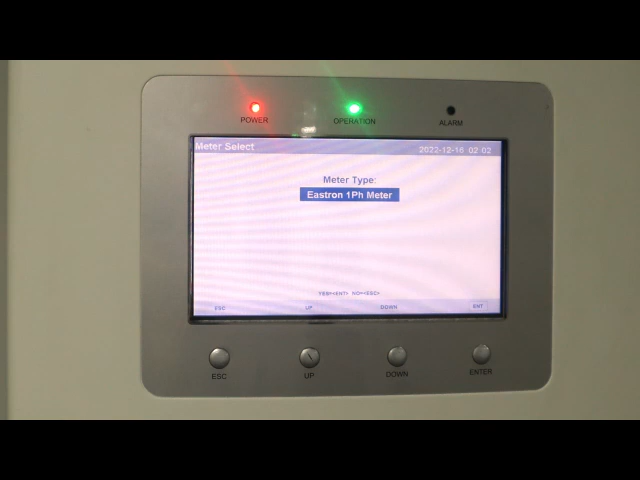 POWER
OPERATION
ALARM
Meter Select
2022-12-16 02 02
Meter Type:
Eastron 1Ph Meter
YES=<ENT> NO=<ESC>
ESC
UP
DOWN
ENT
ESC
UP
DOWN
ENTER